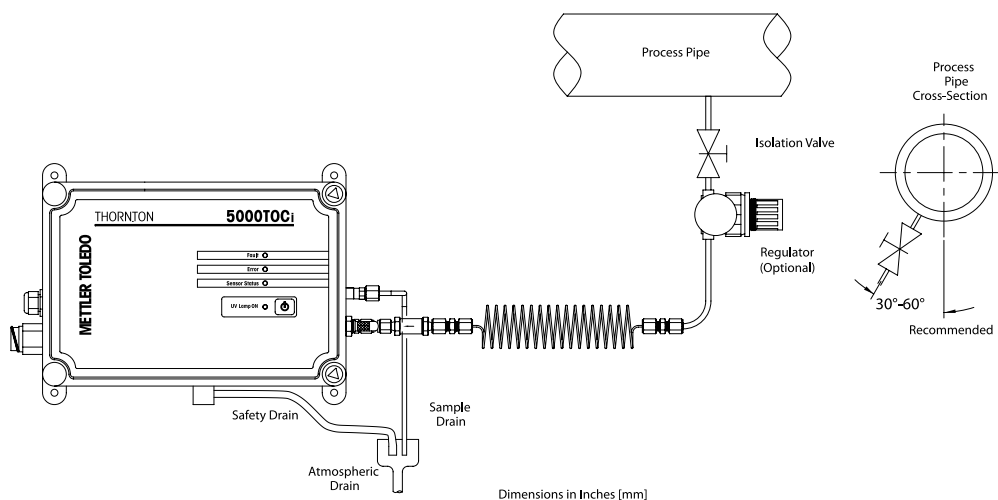 Process Pipe
Process
Pipe
Cross-Section
Isolation Valve
THORNTON
5000TOCi
METTLER TOLEDO
Fault
Error
Sensor Status
UV Lamp ON
Regulator
(Optional)
30°-60°
Recommended
Safety Drain
Sample
Drain
Atmospheric
Drain
Dimensions in Inches [mm]